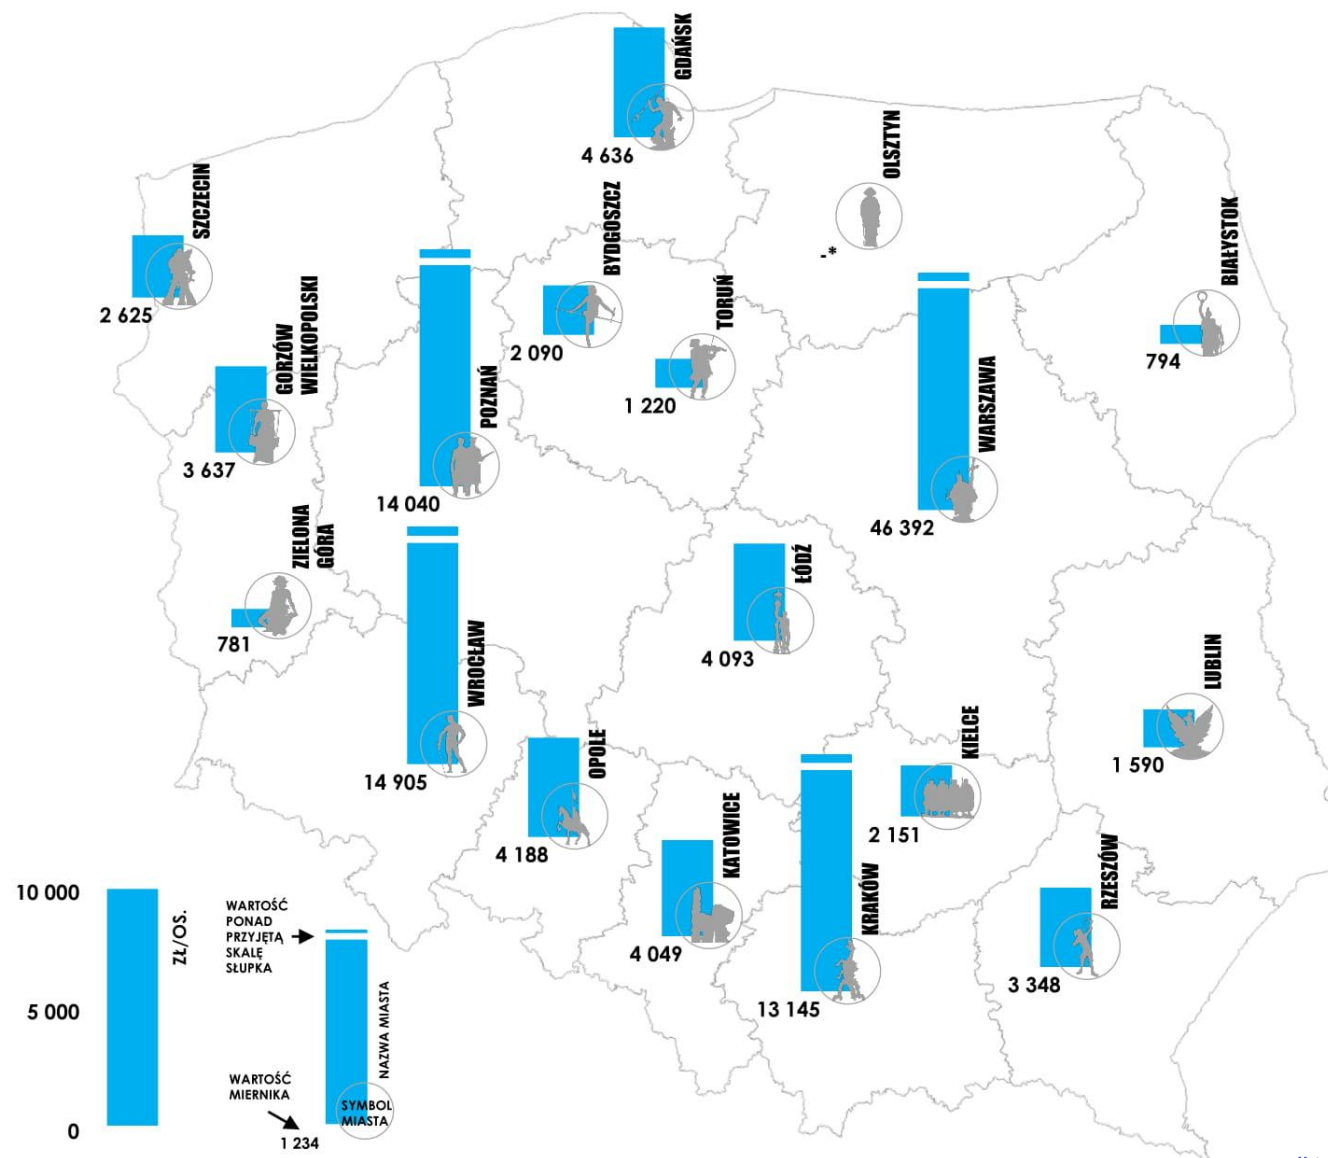 GDAŃSK
4 636
OLSZTYN
-*
SZCZECIN
2 625
BYDGOSZCZ
2 090
TORUŃ
1 220
BIAŁYSTOK
794
GORZÓW
WIELKOPOLSKI
3 637
POZNAŃ
14 040
WARSZAWA
46 392
ZIELONA
GÓRA
781
WROCŁAW
14 905
ŁÓDŹ
4 093
LUBLIN
1 590
OPOLE
4 188
KATOWICE
4 049
KRAKÓW
13 145
KIELCE
2 151
RZESZÓW
3 348
10 000
5 000
0
ZŁ/OS.
WARTOŚĆ
PONAD
PRZYJĘTĄ
SKALĘ
SŁUPKA
NAZWA MIASTA
WARTOŚĆ
MIERNIKA
1 234
SYMBOL
MIASTA